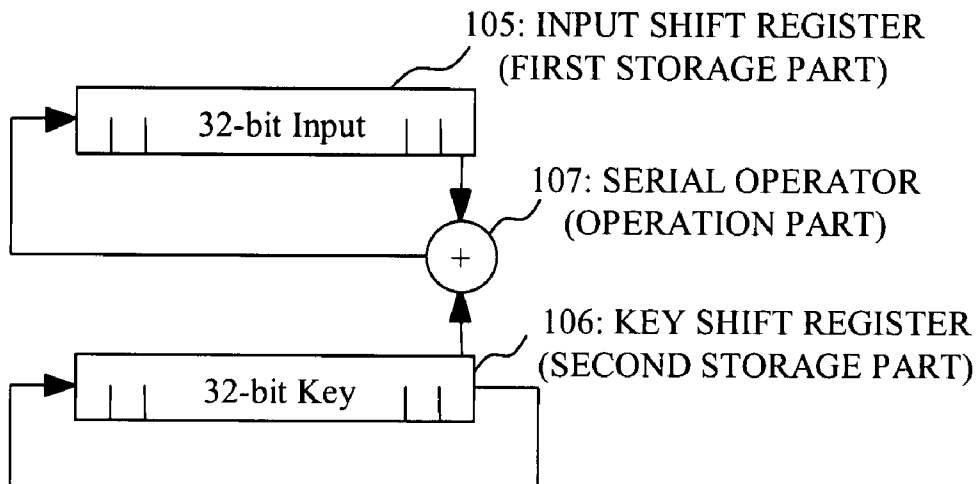 105: INPUT SHIFT REGISTER
(FIRST STORAGE PART)
32-bit Input
107: SERIAL OPERATOR
(OPERATION PART)
+
106: KEY SHIFT REGISTER
(SECOND STORAGE PART)
32-bit Key